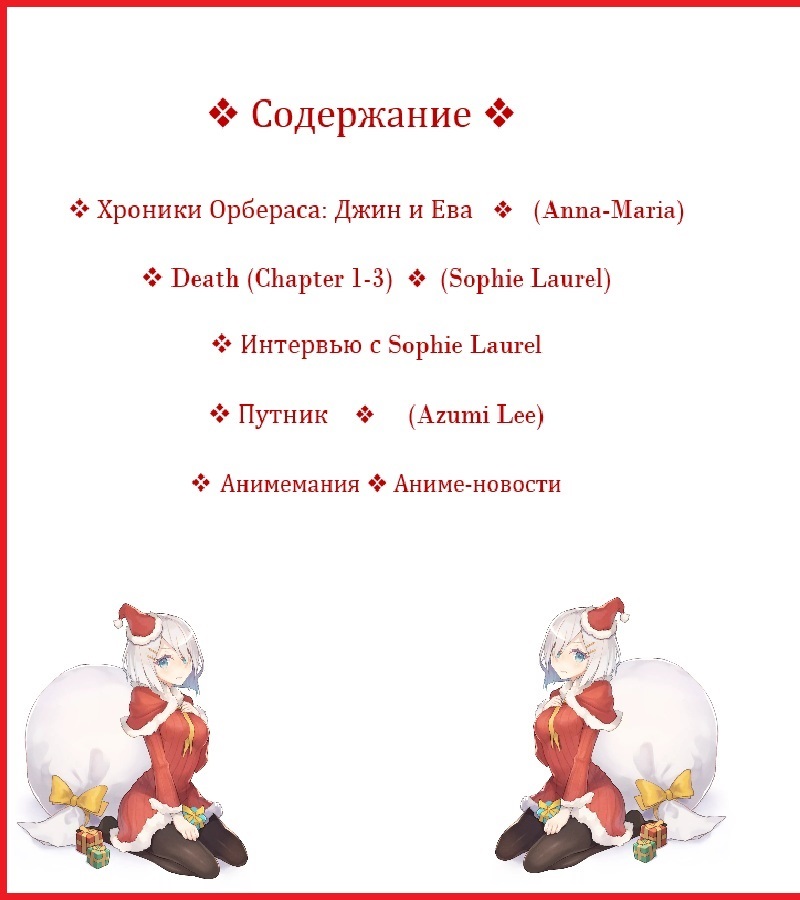 ❖ Содержание ❖
❖ Хроники Орбераса: Джин и Ева ❖ (Anna-Maria)
❖ Death (Chapter 1-3) ❖ (Sophie Laurel)
❖ Интервью с Sophie Laurel
❖ Путник ❖ (Azumi Lee)
❖ Анимемания ❖ Аниме-новости